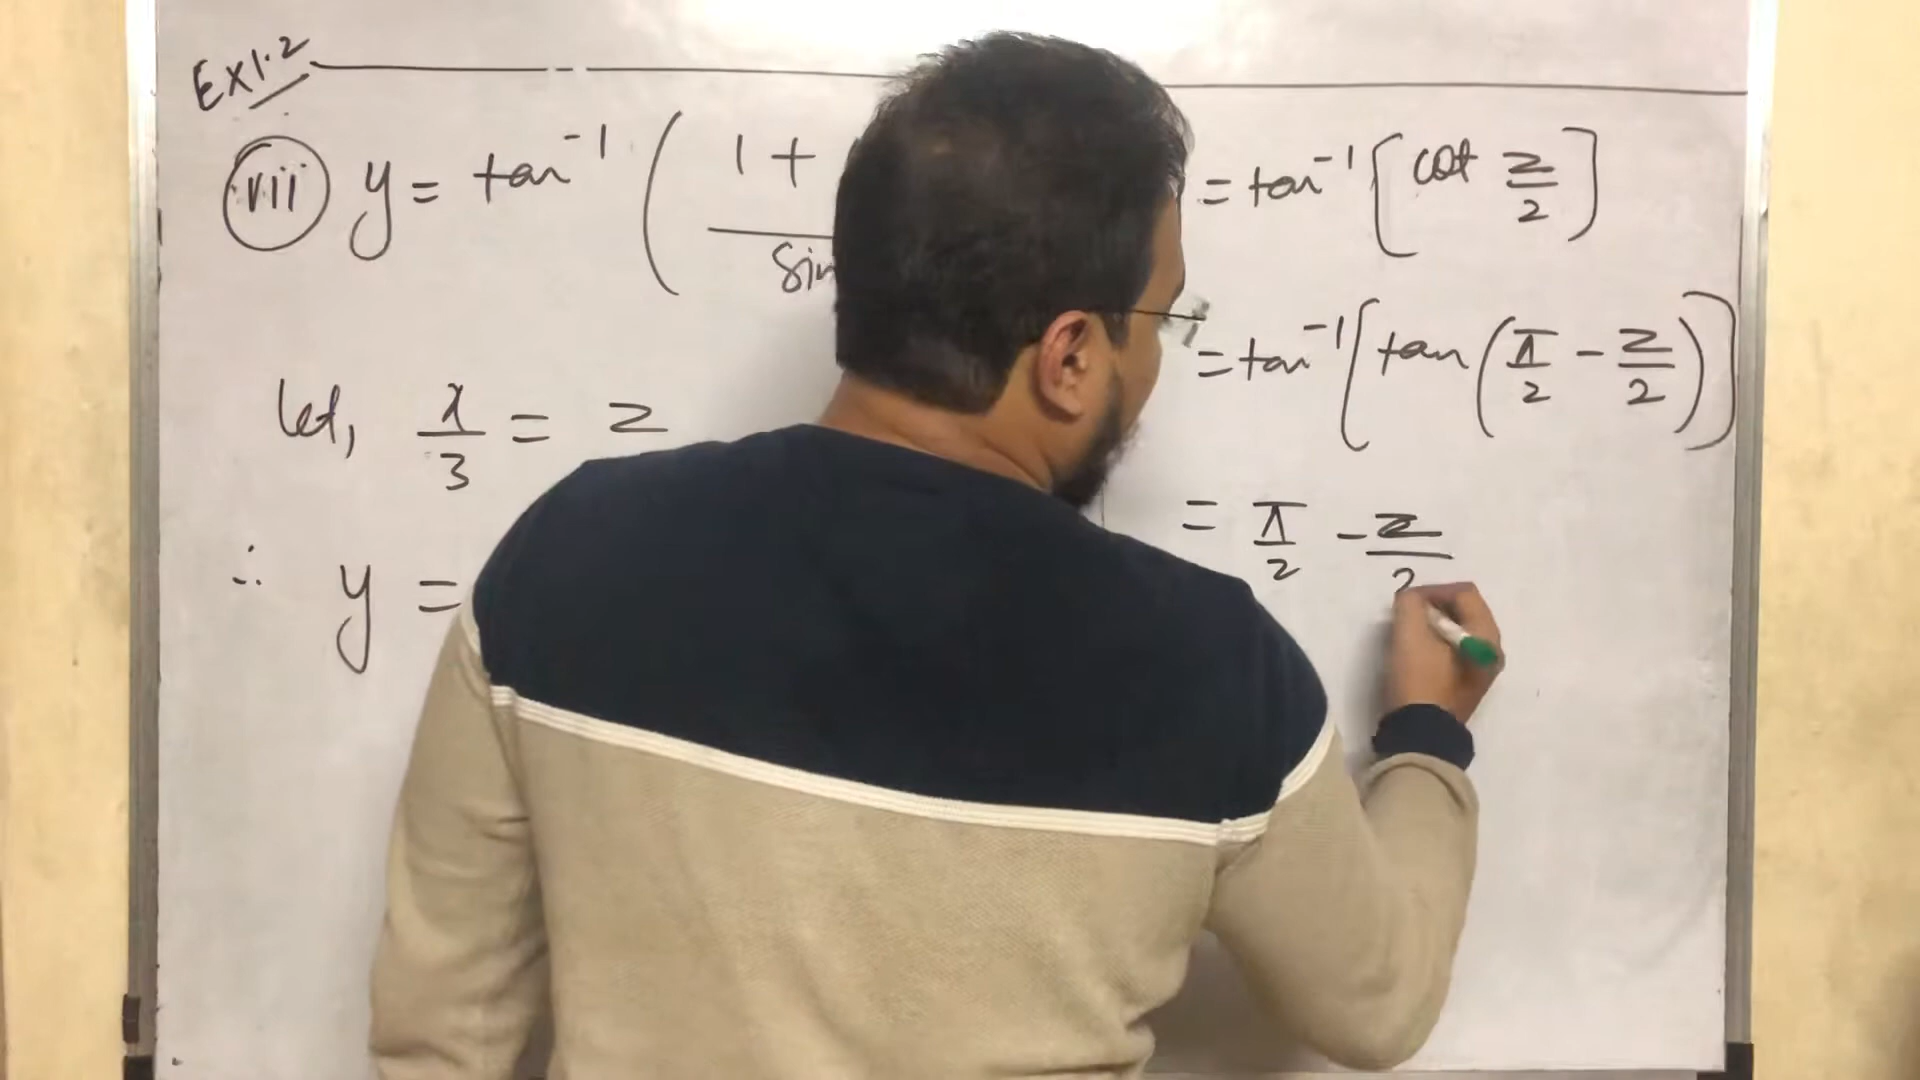 Ex1.2
vii y = tan⁻¹ ( 1 + / sin
let, x/3 = z
∴ y =
= tan⁻¹ [cot z/2]
= tan⁻¹ [tan (π/2 - z/2)]
= π/2 - z/2